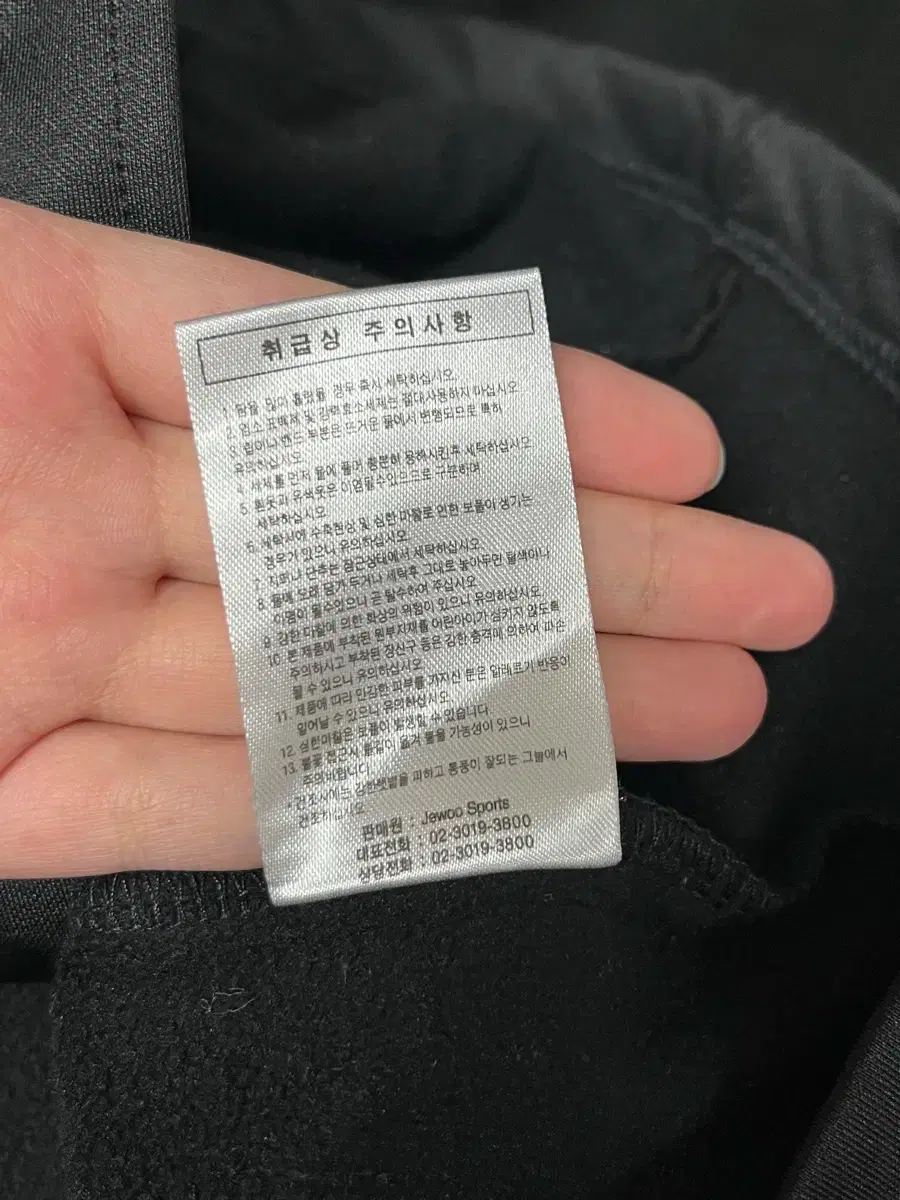 취급상 주의사항
1. 땀을 많이 흘렸을 경우 즉시 세탁하십시오
2. 염소 표백제 및 강력효소세제는 절대사용하지 마십시오
3. 립이나 밴드 부분은 뜨거운 물에서 변형되므로 특히
유의하십시오
4. 세제를 먼저 물에 풀어 충분히 용해시킨후 세탁하십시오
5. 흰옷과 유색옷은 이염될수있으므로 구분하여
세탁하십시오
6. 세탁시에 수축현상 및 심한 마찰로 인한 보풀이 생기는
경우가 있으니 유의하십시오.
7. 지퍼나 단추는 잠근상태에서 세탁하십시오.
8. 물에 오래 담가 두거나 세탁후 그대로 놓아두면 탈색이나
이염이 될수있으니 곧 탈수하여 주십시오
9. 강한 마찰에 의한 화상의 위험이 있으니 유의하십시오
10. 본 제품에 부착된 원부자재를 어린아이가 삼키지 않도록
주의하시고 부착된 장신구 등은 강한 충격에 의하여 파손
될 수 있으니 유의하십시오
11. 제품에 따라 민감한 피부를 가지신 분은 알레르기 반응이
일어날 수 있으니 유의하십시오.
12. 심한마찰은 보풀이 발생할 수 있습니다.
13. 불꽃 접근시 불길이 옮겨 붙을 가능성이 있으니
주의바랍니다.
* 건조시에는 강한햇볕을 피하고 통풍이 잘되는 그늘에서
건조하십시오.
판매원 : Jewoo Sports
대표전화 : 02-3019-3800
상담전화 : 02-3019-3800